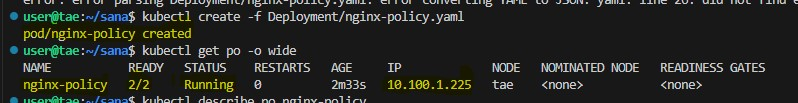 error: error parsing Deployment/nginx-policy.yaml: error converting YAML to JSON: yaml: line 20: did not find e
user@tae:~/sana$ kubectl create -f Deployment/nginx-policy.yaml
pod/nginx-policy created
user@tae:~/sana$ kubectl get po -o wide
NAME READY STATUS RESTARTS AGE IP NODE NOMINATED NODE READINESS GATES
nginx-policy 2/2 Running 0 2m33s 10.100.1.225 tae <none> <none>
user@tae:~/sana$ kubectl describe po nginx-policy